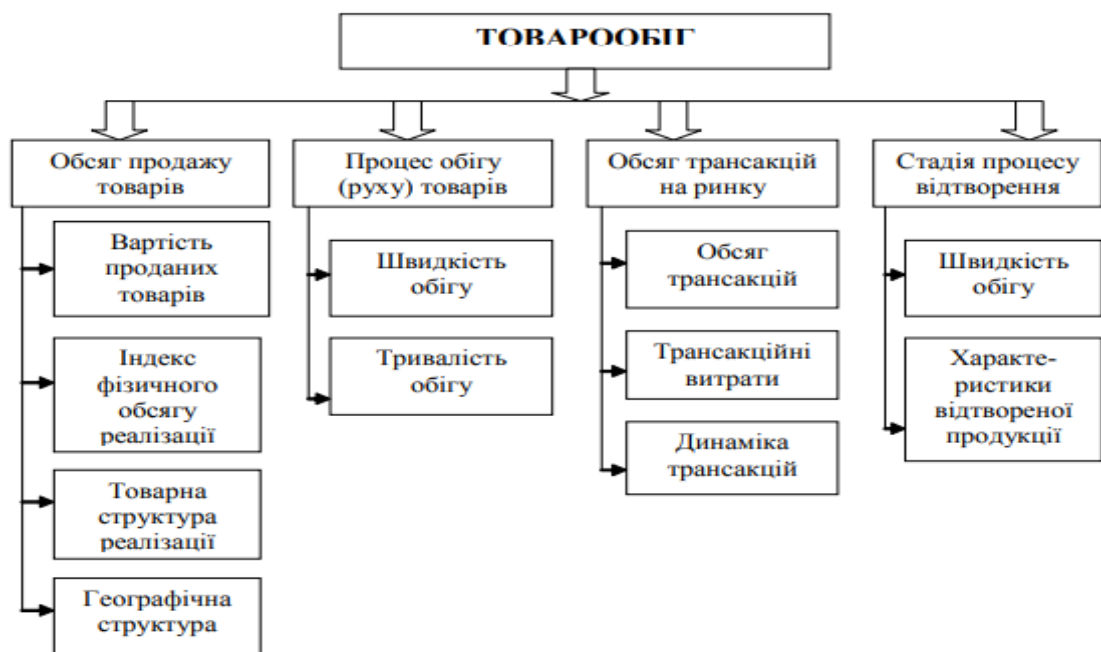 ТОВАРООБІГ
Обсяг продажу
товарів
Вартість
проданих
товарів
Індекс
фізичного
обсягу
реалізації
Товарна
структура
реалізації
Географічна
структура
Процес обігу
(руху) товарів
Швидкість
обігу
Тривалість
обігу
Обсяг трансакцій
на ринку
Обсяг
трансакцій
Трансакційні
витрати
Динаміка
трансакцій
Стадія процесу
відтворення
Швидкість
обігу
Характе-
ристики
відтвореної
продукції